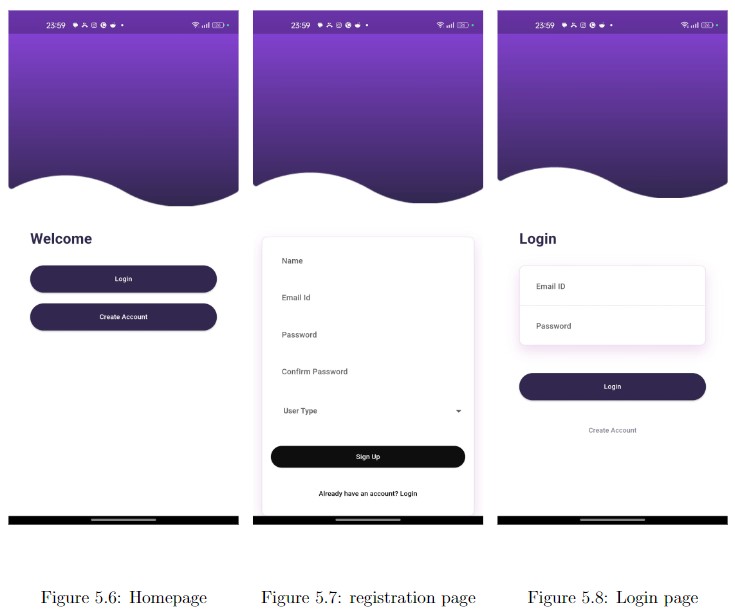 23:59
Welcome
Login
Create Account
Figure 5.6: Homepage
23:59
Name
Email Id
Password
Confirm Password
User Type
Sign Up
Already have an account? Login
Figure 5.7: registration page
23:59
Login
Email ID
Password
Login
Create Account
Figure 5.8: Login page